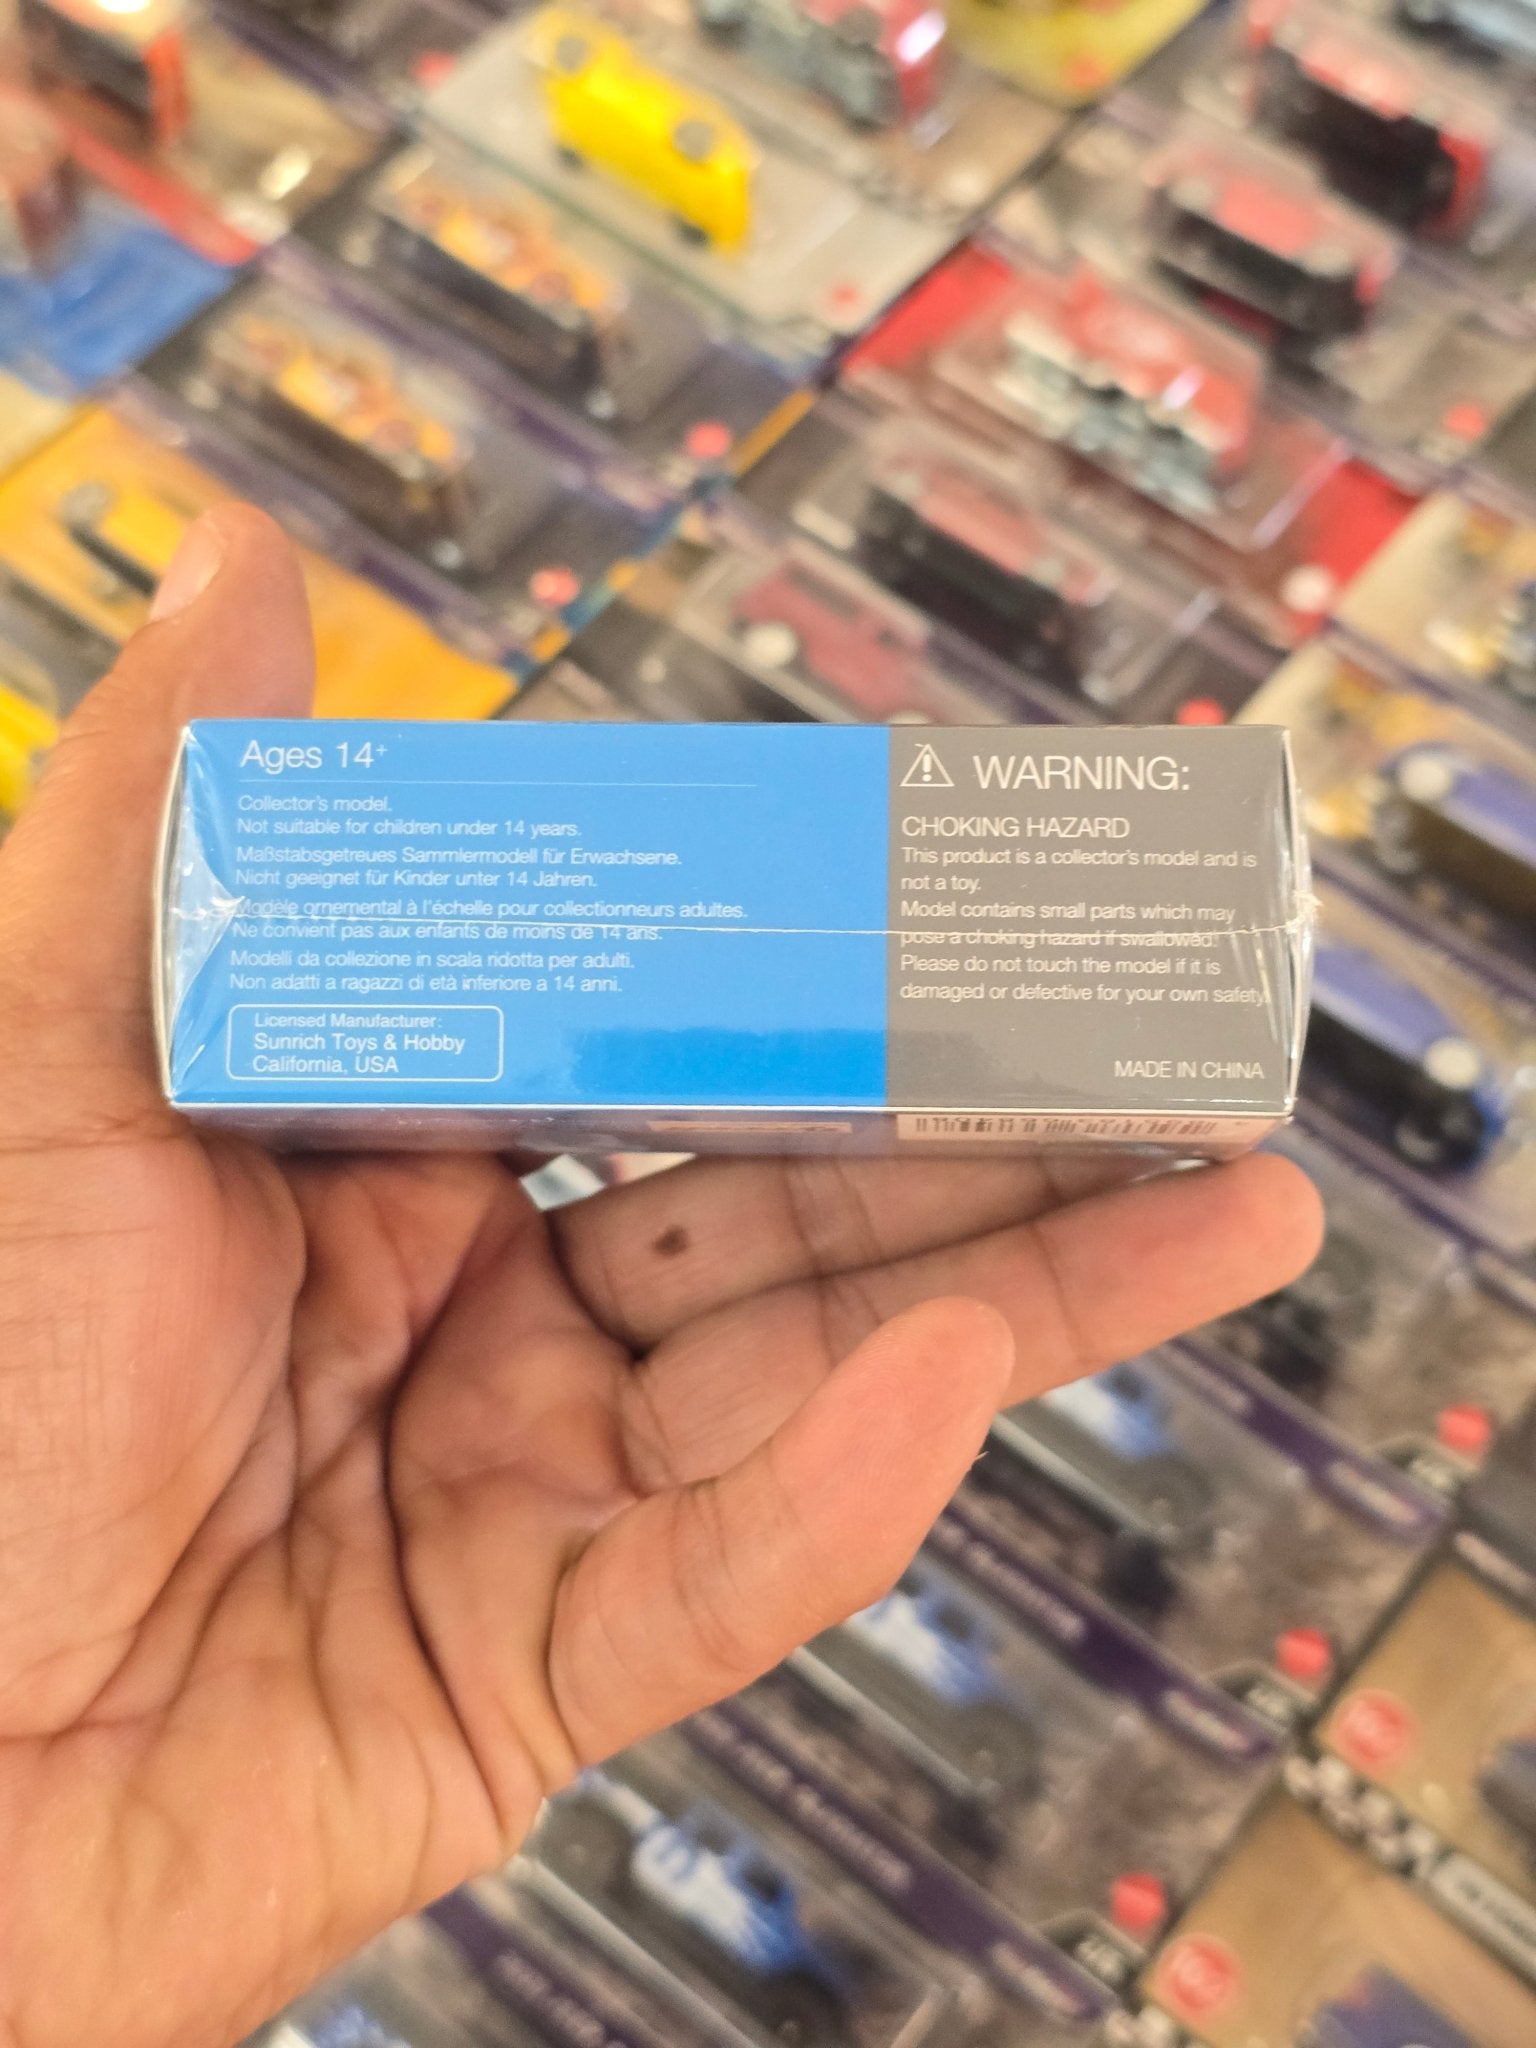 Ages 14+
Collector's model.
Not suitable for children under 14 years.
Maßstabsgetreues Sammlermodell für Erwachsene.
Nicht geeignet für Kinder unter 14 Jahren.
Modèle ornemental à l'échelle pour collectionneurs adultes.
Ne convient pas aux enfants de moins de 14 ans.
Modelli da collezione in scala ridotta per adulti.
Non adatti a ragazzi di età inferiore a 14 anni.
Licensed Manufacturer:
Sunrich Toys & Hobby
California, USA
WARNING:
CHOKING HAZARD
This product is a collector's model and is
not a toy.
Model contains small parts which may
pose a choking hazard if swallowed.
Please do not touch the model if it is
damaged or defective for your own safety.
MADE IN CHINA